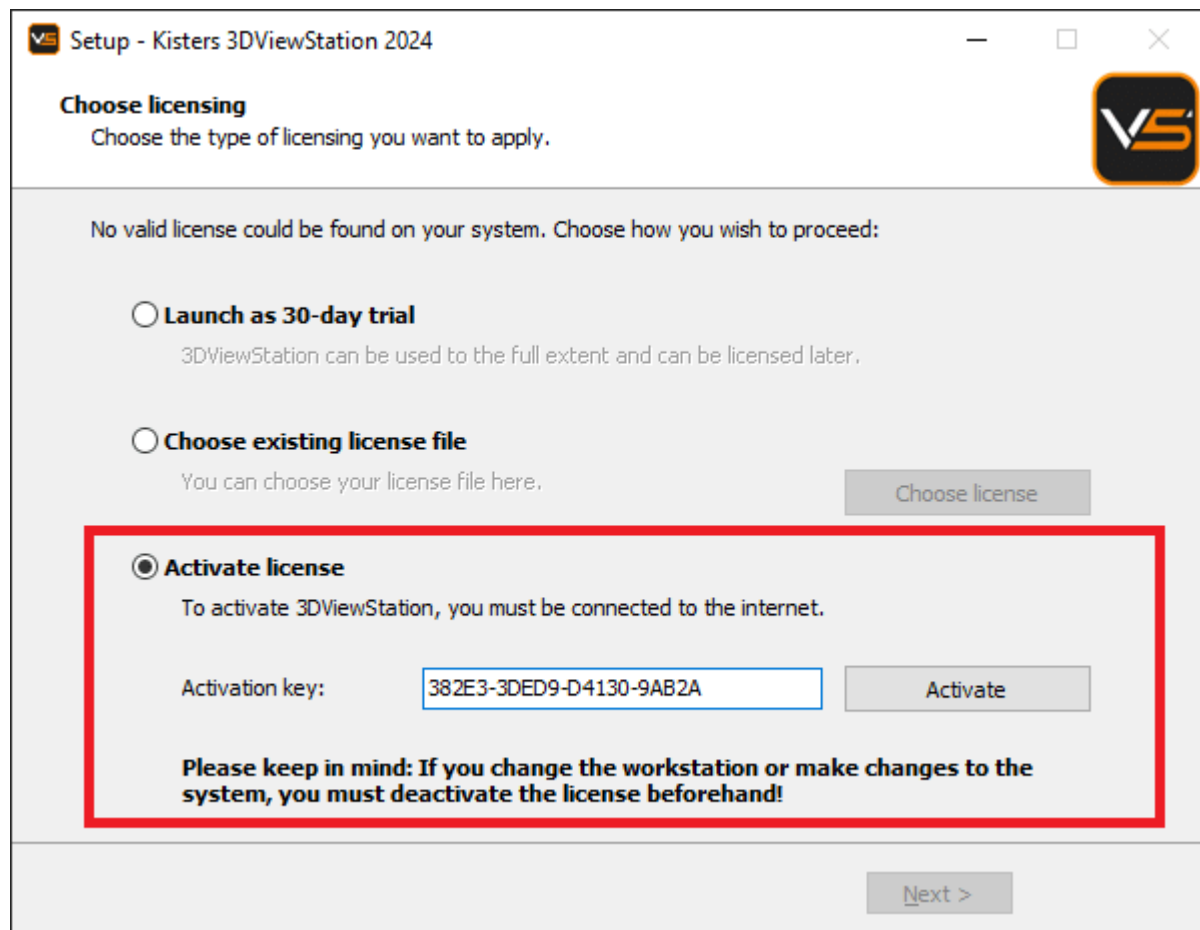 VS Setup - Kisters 3DViewStation 2024
Choose licensing
Choose the type of licensing you want to apply.
VS
No valid license could be found on your system. Choose how you wish to proceed:
Launch as 30-day trial
3DViewStation can be used to the full extent and can be licensed later.
Choose existing license file
You can choose your license file here.
Choose license
Activate license
To activate 3DViewStation, you must be connected to the internet.
Activation key: 382E3-3DED9-D4130-9AB2A Activate
Please keep in mind: If you change the workstation or make changes to the
system, you must deactivate the license beforehand!
Next >